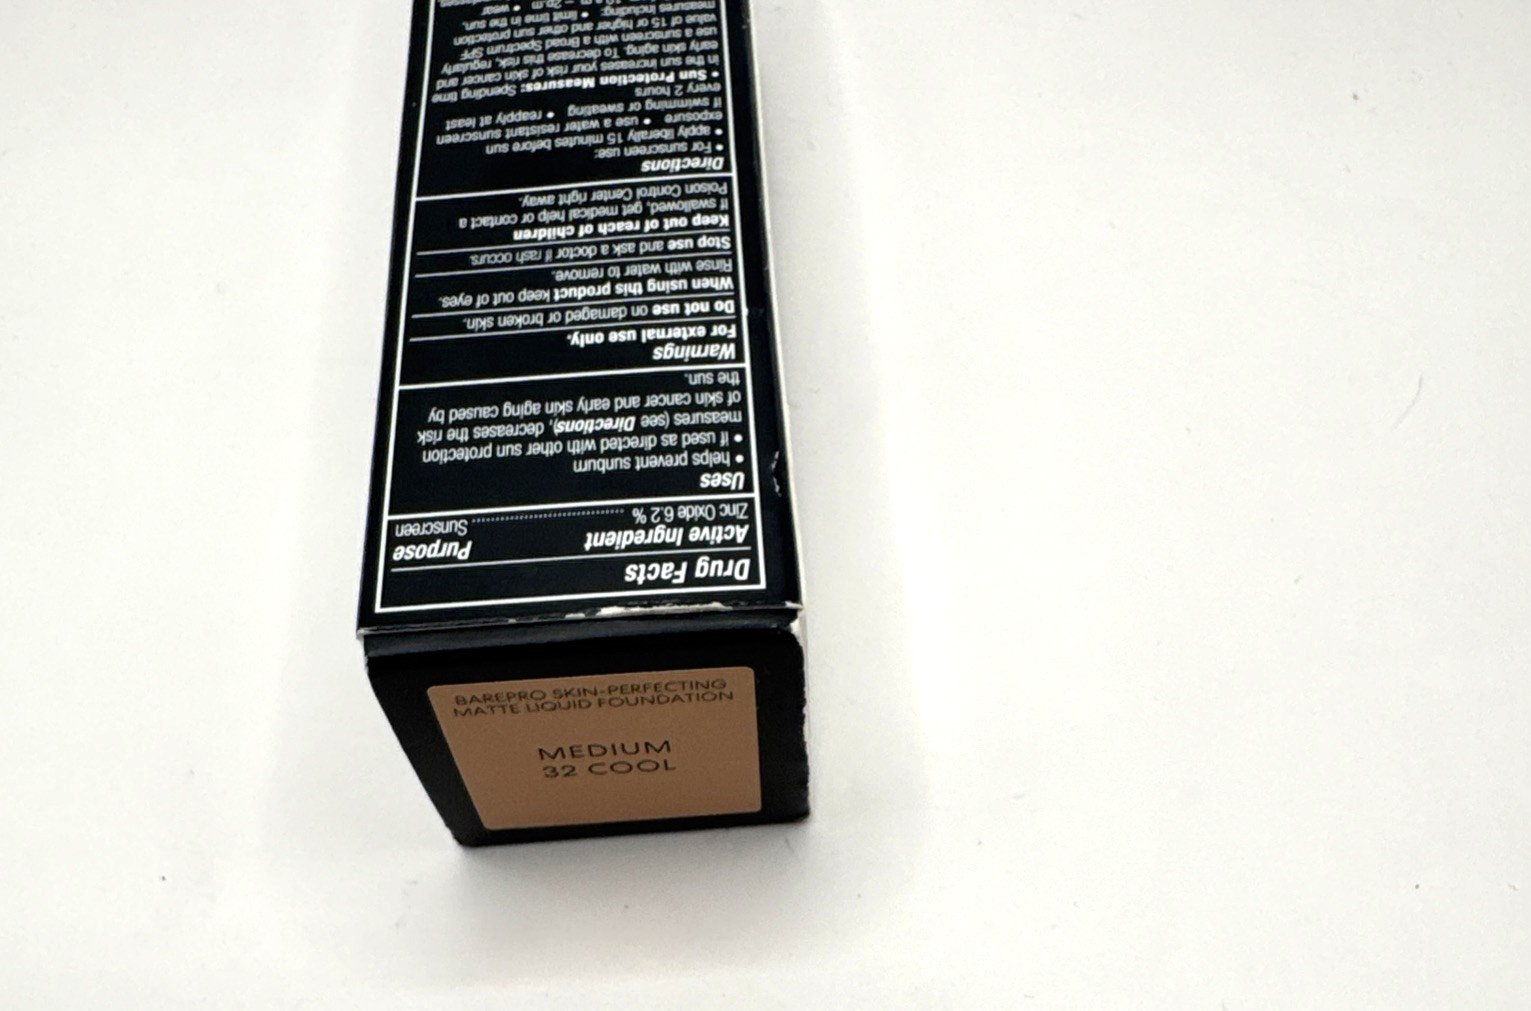 Drug Facts
Active Ingredient Purpose
Zinc Oxide 6.2% ........................................ Sunscreen
Uses
• helps prevent sunburn
• if used as directed with other sun protection
measures (see Directions), decreases the risk
of skin cancer and early skin aging caused by
the sun.
Warnings
For external use only.
Do not use on damaged or broken skin.
When using this product keep out of eyes.
Rinse with water to remove.
Stop use and ask a doctor if rash occurs.
Keep out of reach of children
If swallowed, get medical help or contact a
Poison Control Center right away.
Directions
• For sunscreen use:
• apply liberally 15 minutes before sun
exposure • use a water resistant sunscreen
if swimming or sweating • reapply at least
every 2 hours
• Sun Protection Measures: Spending time
in the sun increases your risk of skin cancer and
early skin aging. To decrease this risk, regularly
use a sunscreen with a Broad Spectrum SPF
value of 15 or higher and other sun protection
measures including: • limit time in the sun,
10 a.m. – 2p.m. • wear
BAREPRO SKIN-PERFECTING
MATTE LIQUID FOUNDATION
MEDIUM
32 COOL